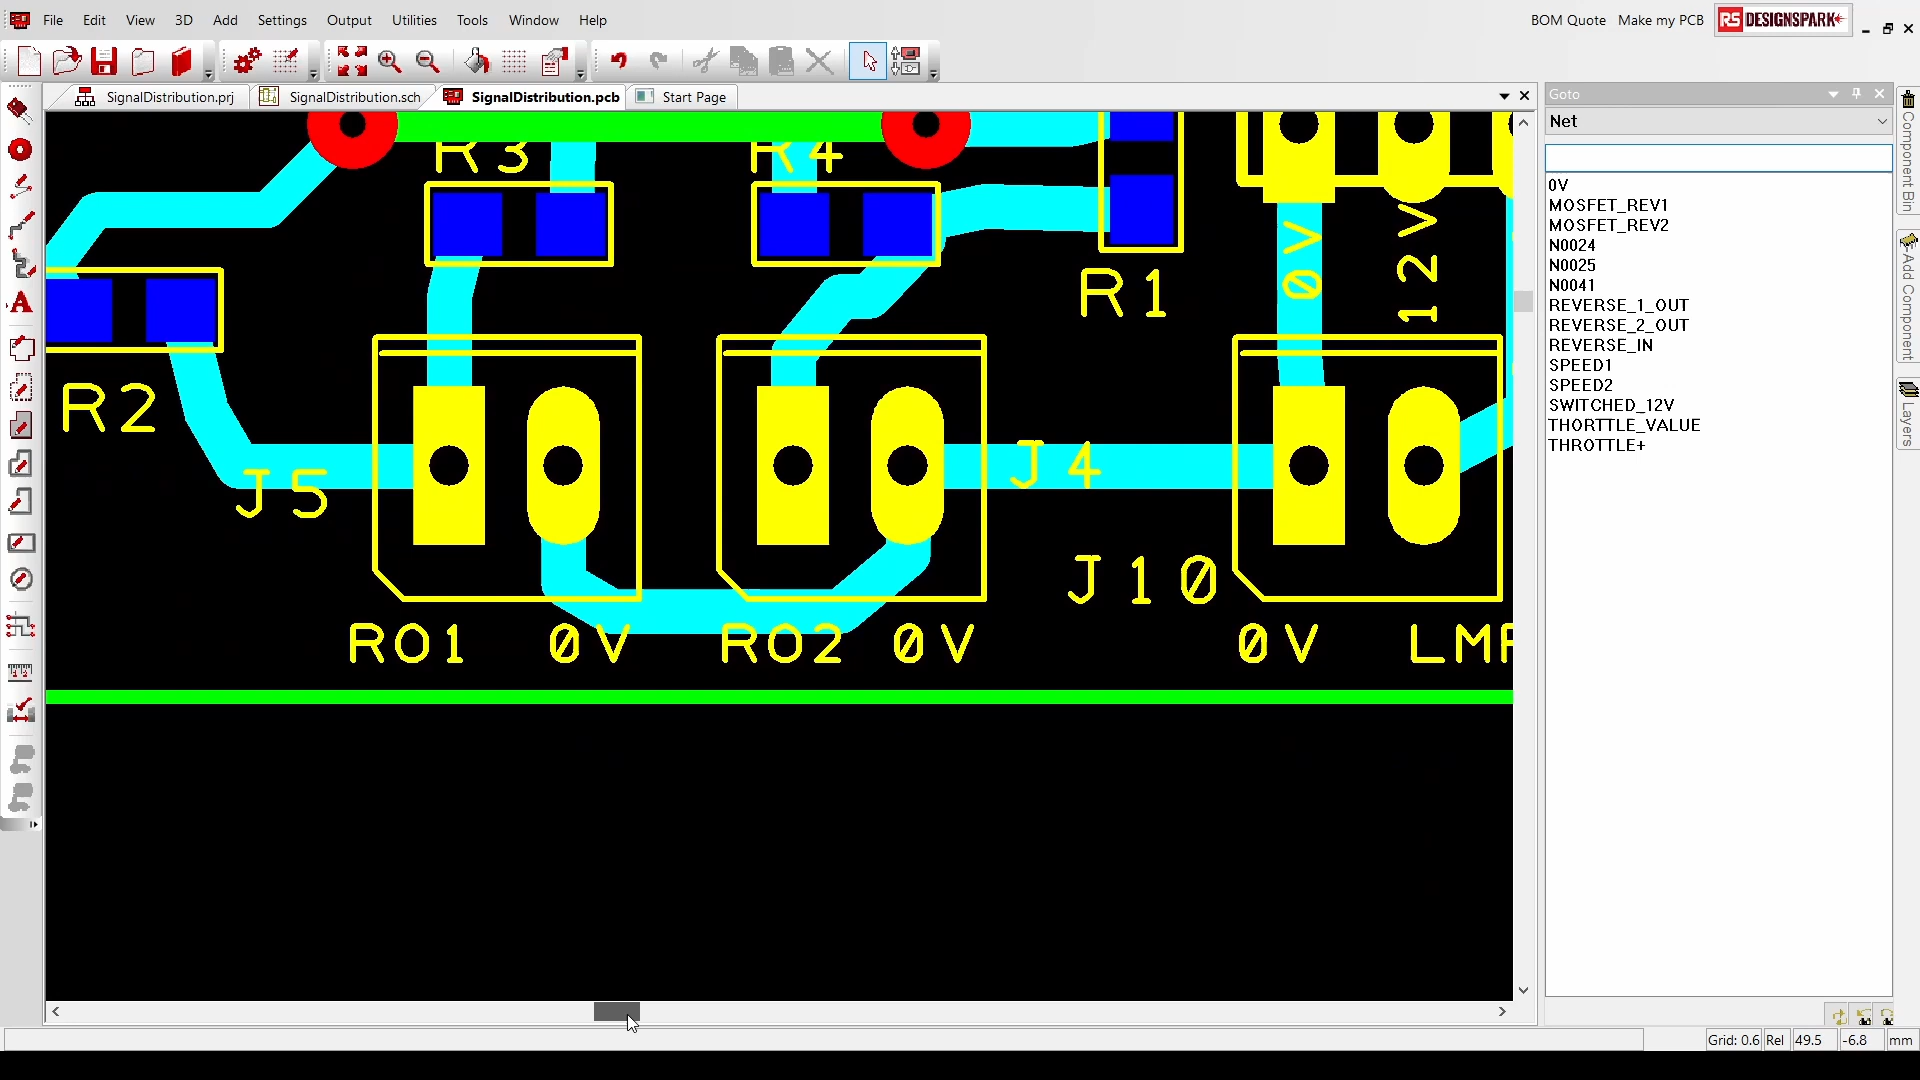 File Edit View 3D Add Settings Output Utilities Tools Window Help
BOM Quote Make my PCB RS DESIGNSPARK
SignalDistribution.prj SignalDistribution.sch SignalDistribution.pcb Start Page
Goto
Net
0V
MOSFET_REV1
MOSFET_REV2
N0024
N0025
N0041
REVERSE_1_OUT
REVERSE_2_OUT
REVERSE_IN
SPEED1
SPEED2
SWITCHED_12V
THORTTLE_VALUE
THROTTLE+
Component Bin
Add Component
Layers
R3 R4
R1
0V
12V
R2
J5
J4
J10
RO1 0V RO2 0V 0V LMP
Grid: 0.6 Rel 49.5 -6.8 mm